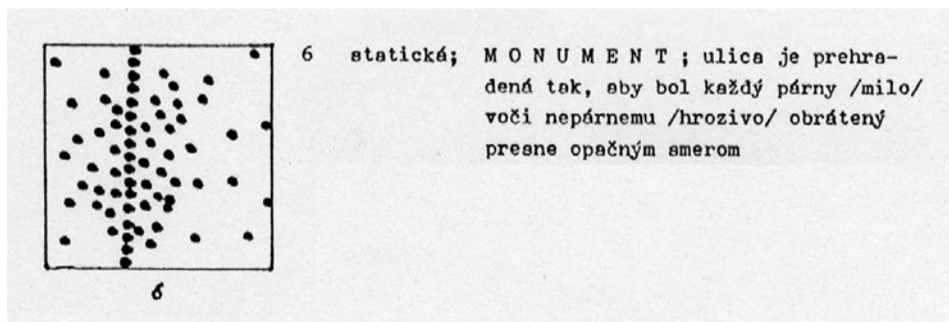 6 statická; M O N U M E N T ; ulica je prehra-
dená tak, aby bol každý párny /milo/
voči nepárnemu /hrozivo/ obrátený
presne opačným smerom
6